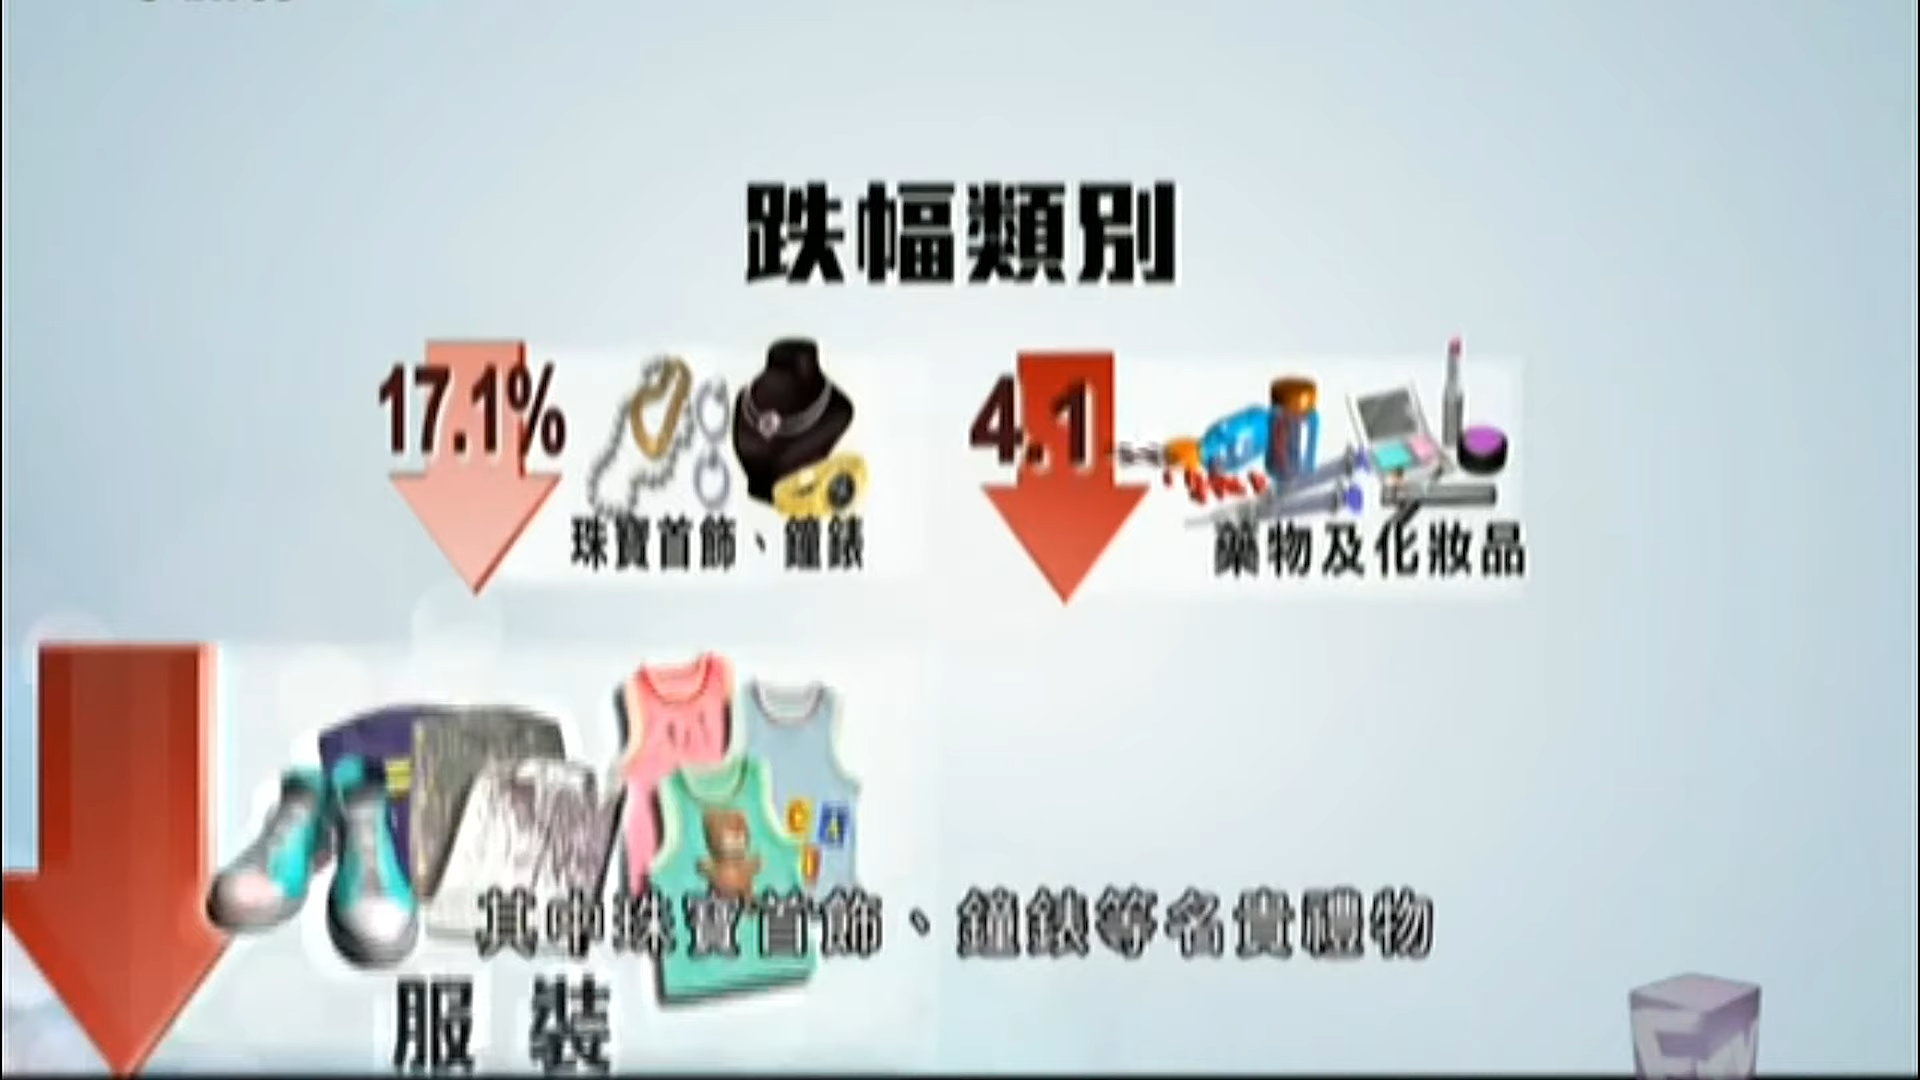 跌幅類別
17.1%
珠寶首飾、鐘錶
4.1
藥物及化妝品
其中珠寶首飾、鐘錶等名貴禮物
服裝